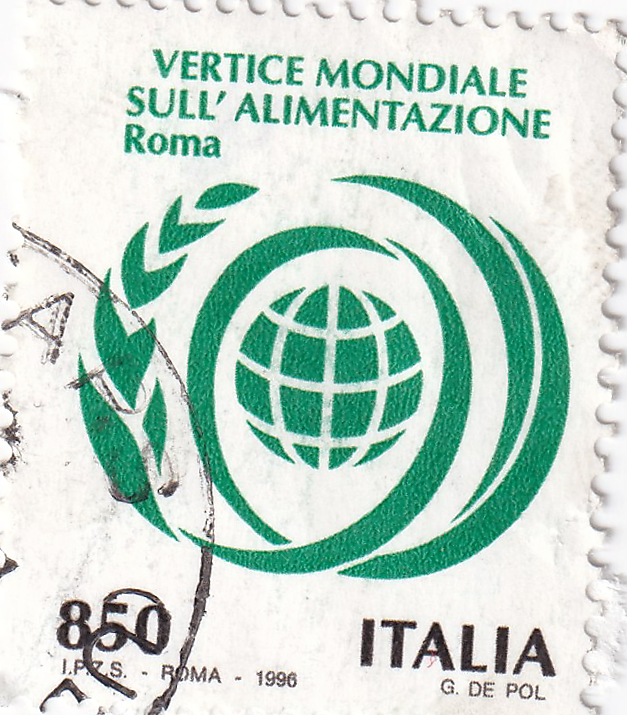 VERTICE MONDIALE
SULL' ALIMENTAZIONE
Roma
850
ITALIA
I.P.Z.S. - ROMA - 1996
G. DE POL